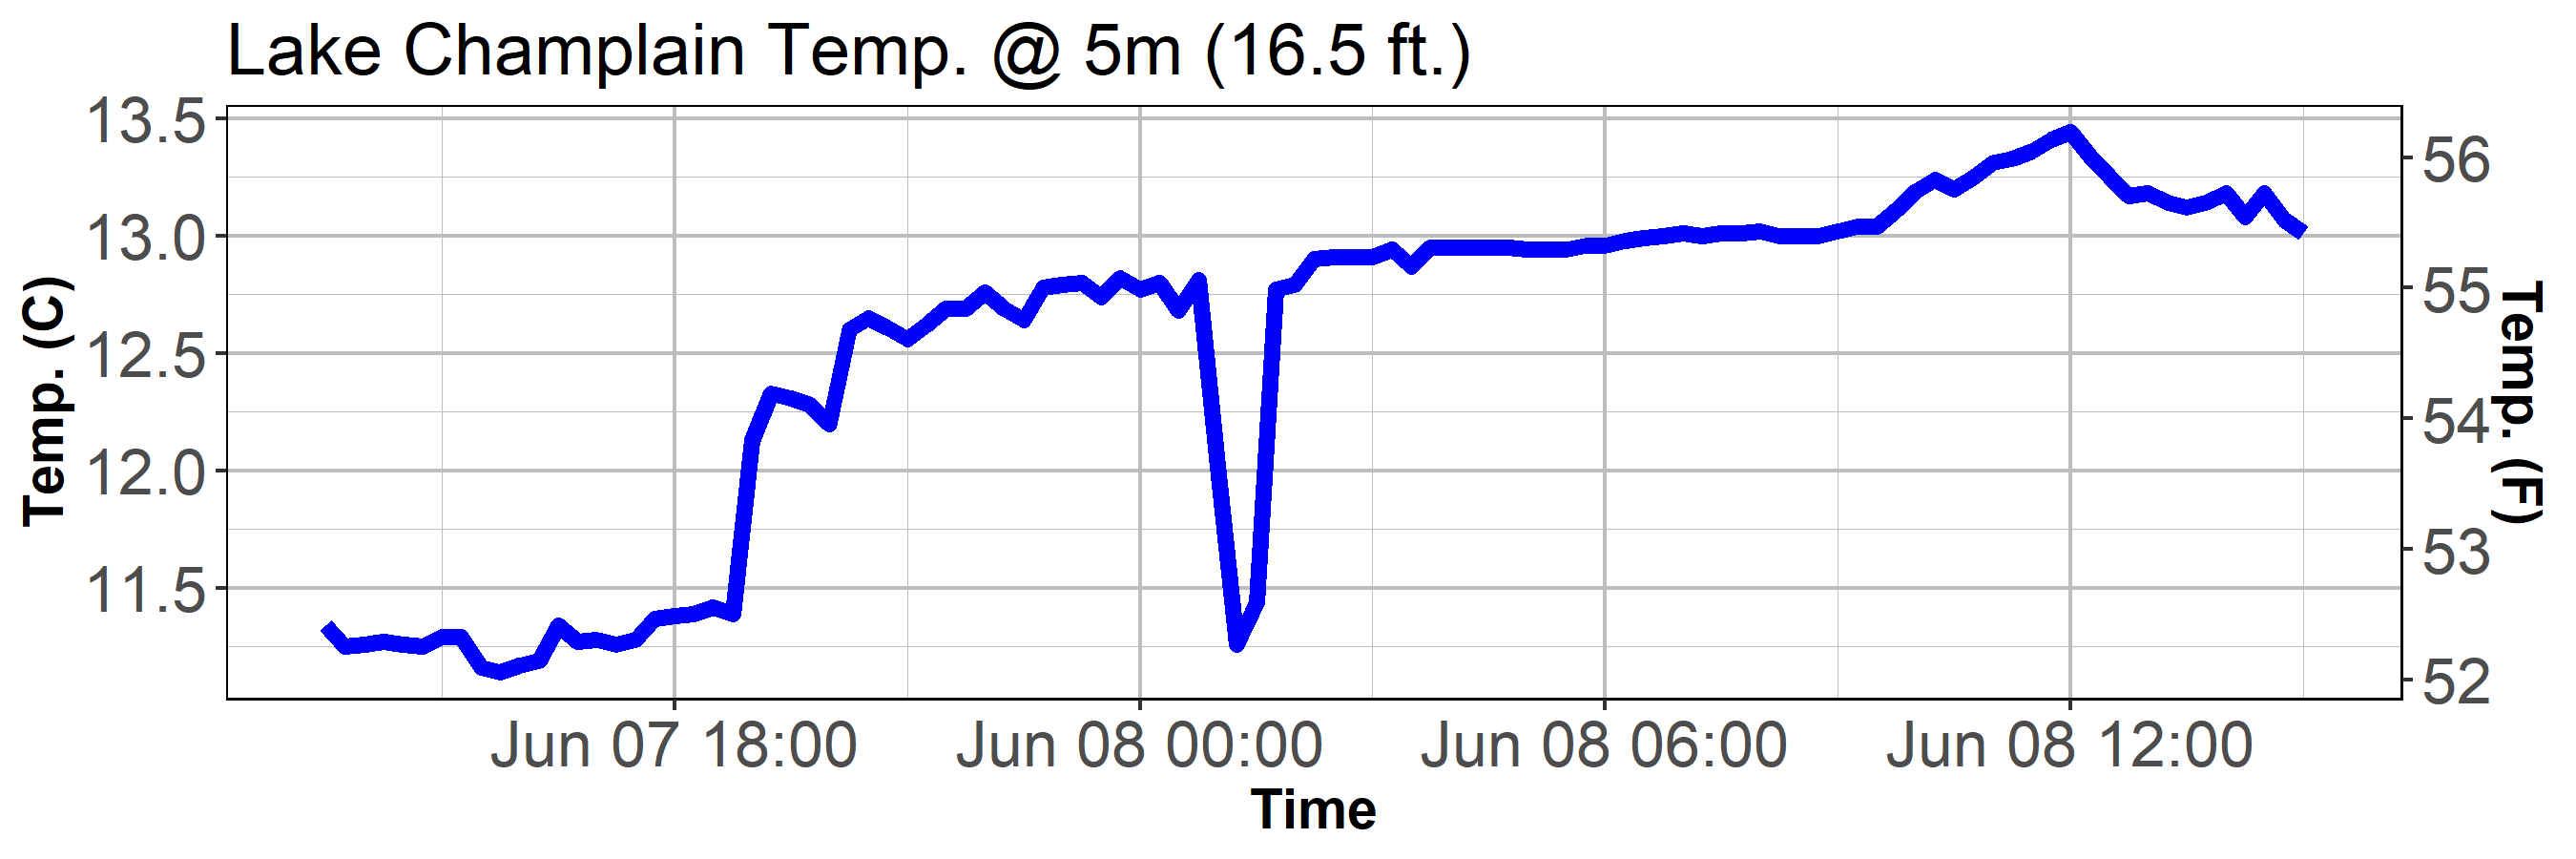 Lake Champlain Temp. @ 5m (16.5 ft.)
13.5
13.0
12.5
12.0
11.5
Temp. (C)
56
55
54
53
52
Temp. (F)
Jun 07 18:00 Jun 08 00:00 Jun 08 06:00 Jun 08 12:00
Time